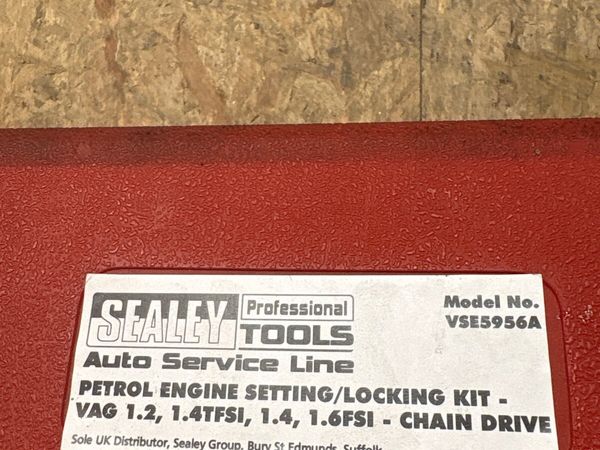 SEALEY Professional TOOLS
Auto Service Line
Model No.
VSE5956A
PETROL ENGINE SETTING/LOCKING KIT -
VAG 1.2, 1.4TFSI, 1.4, 1.6FSI - CHAIN DRIVE
Sole UK Distributor, Sealey Group, Bury St Edmunds, Suffolk